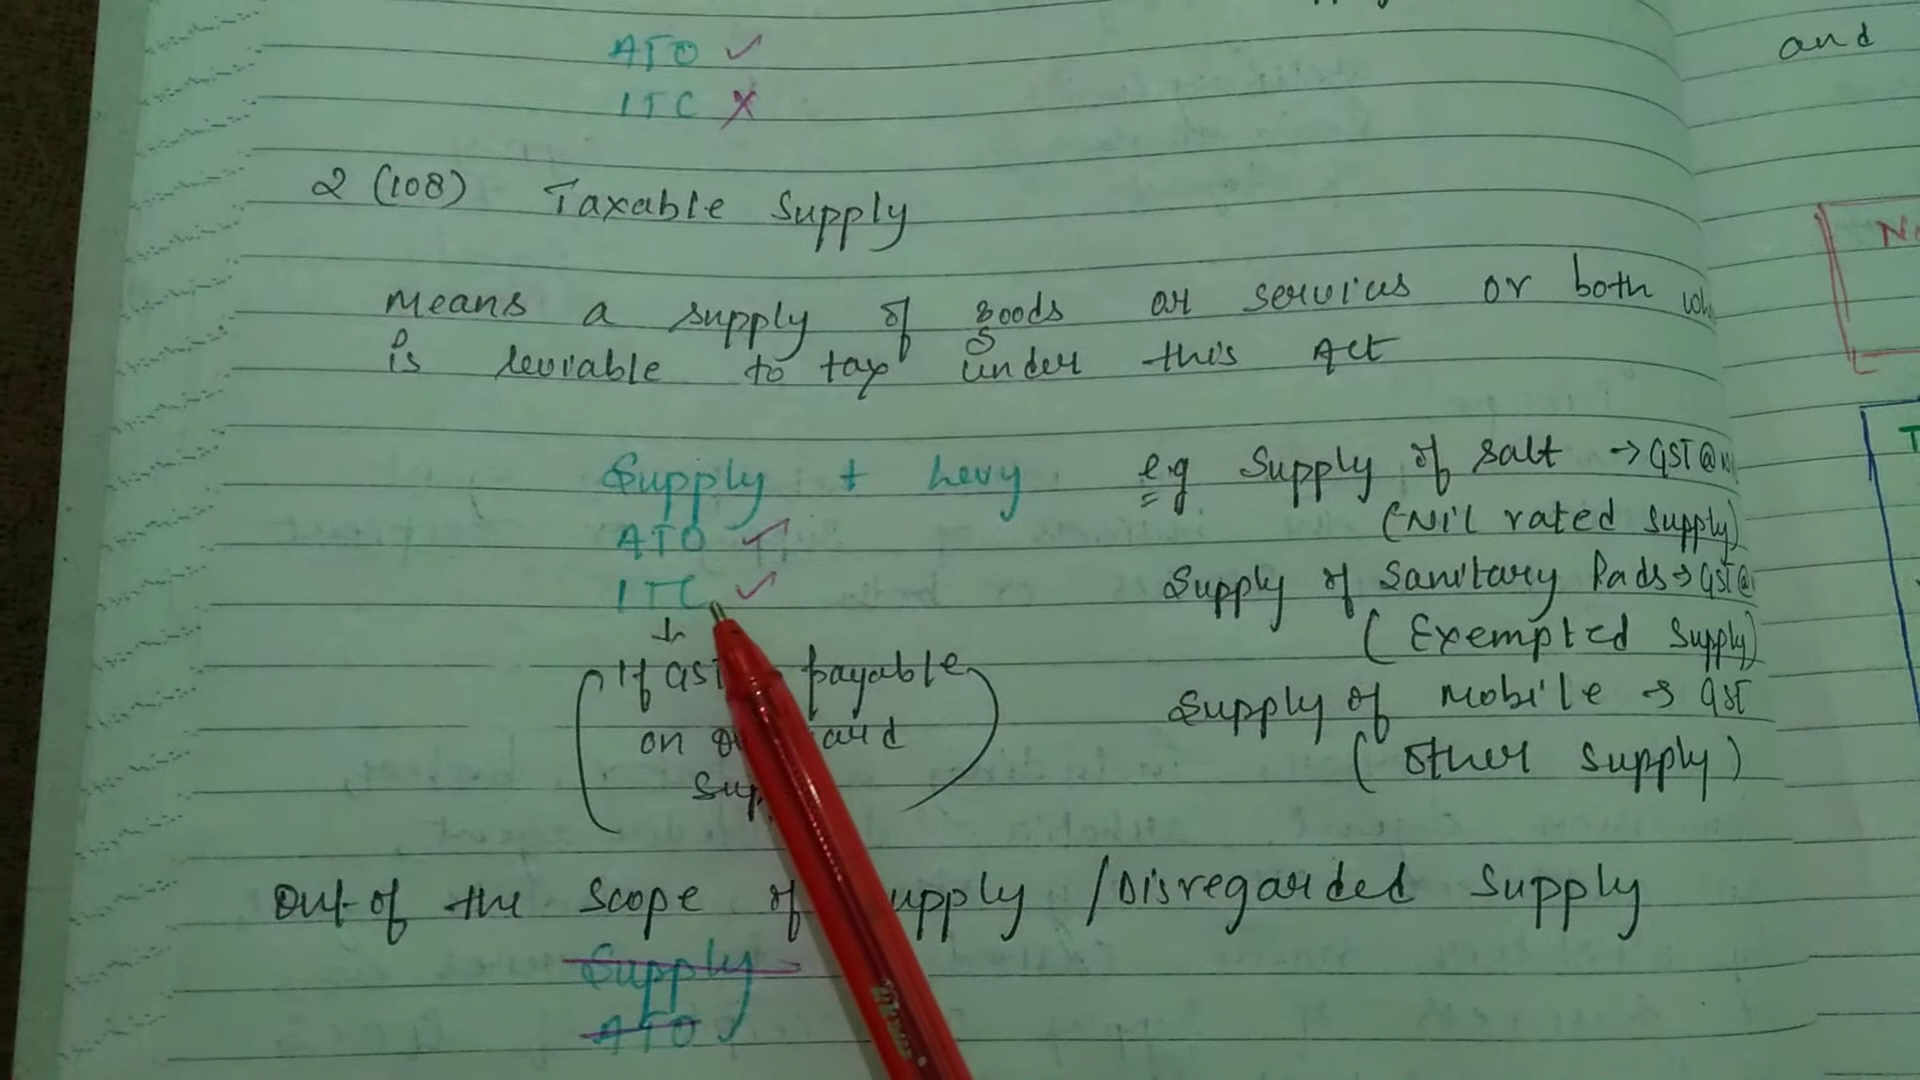 ATO ✓
ITC ✗
and
2 (108) Taxable Supply
means a supply of goods or services or both
is leviable to tax under this Act
Supply + Levy
ATO ✓
ITC ✓
If GST payable
on
e.g Supply of salt → GST@
(Nil rated supply)
Supply of Sanitary Pads → GST@
(Exempted Supply)
Supply of mobile → GST
(other supply)
Out of the scope of upply / Disregarded Supply
Supply
ATO